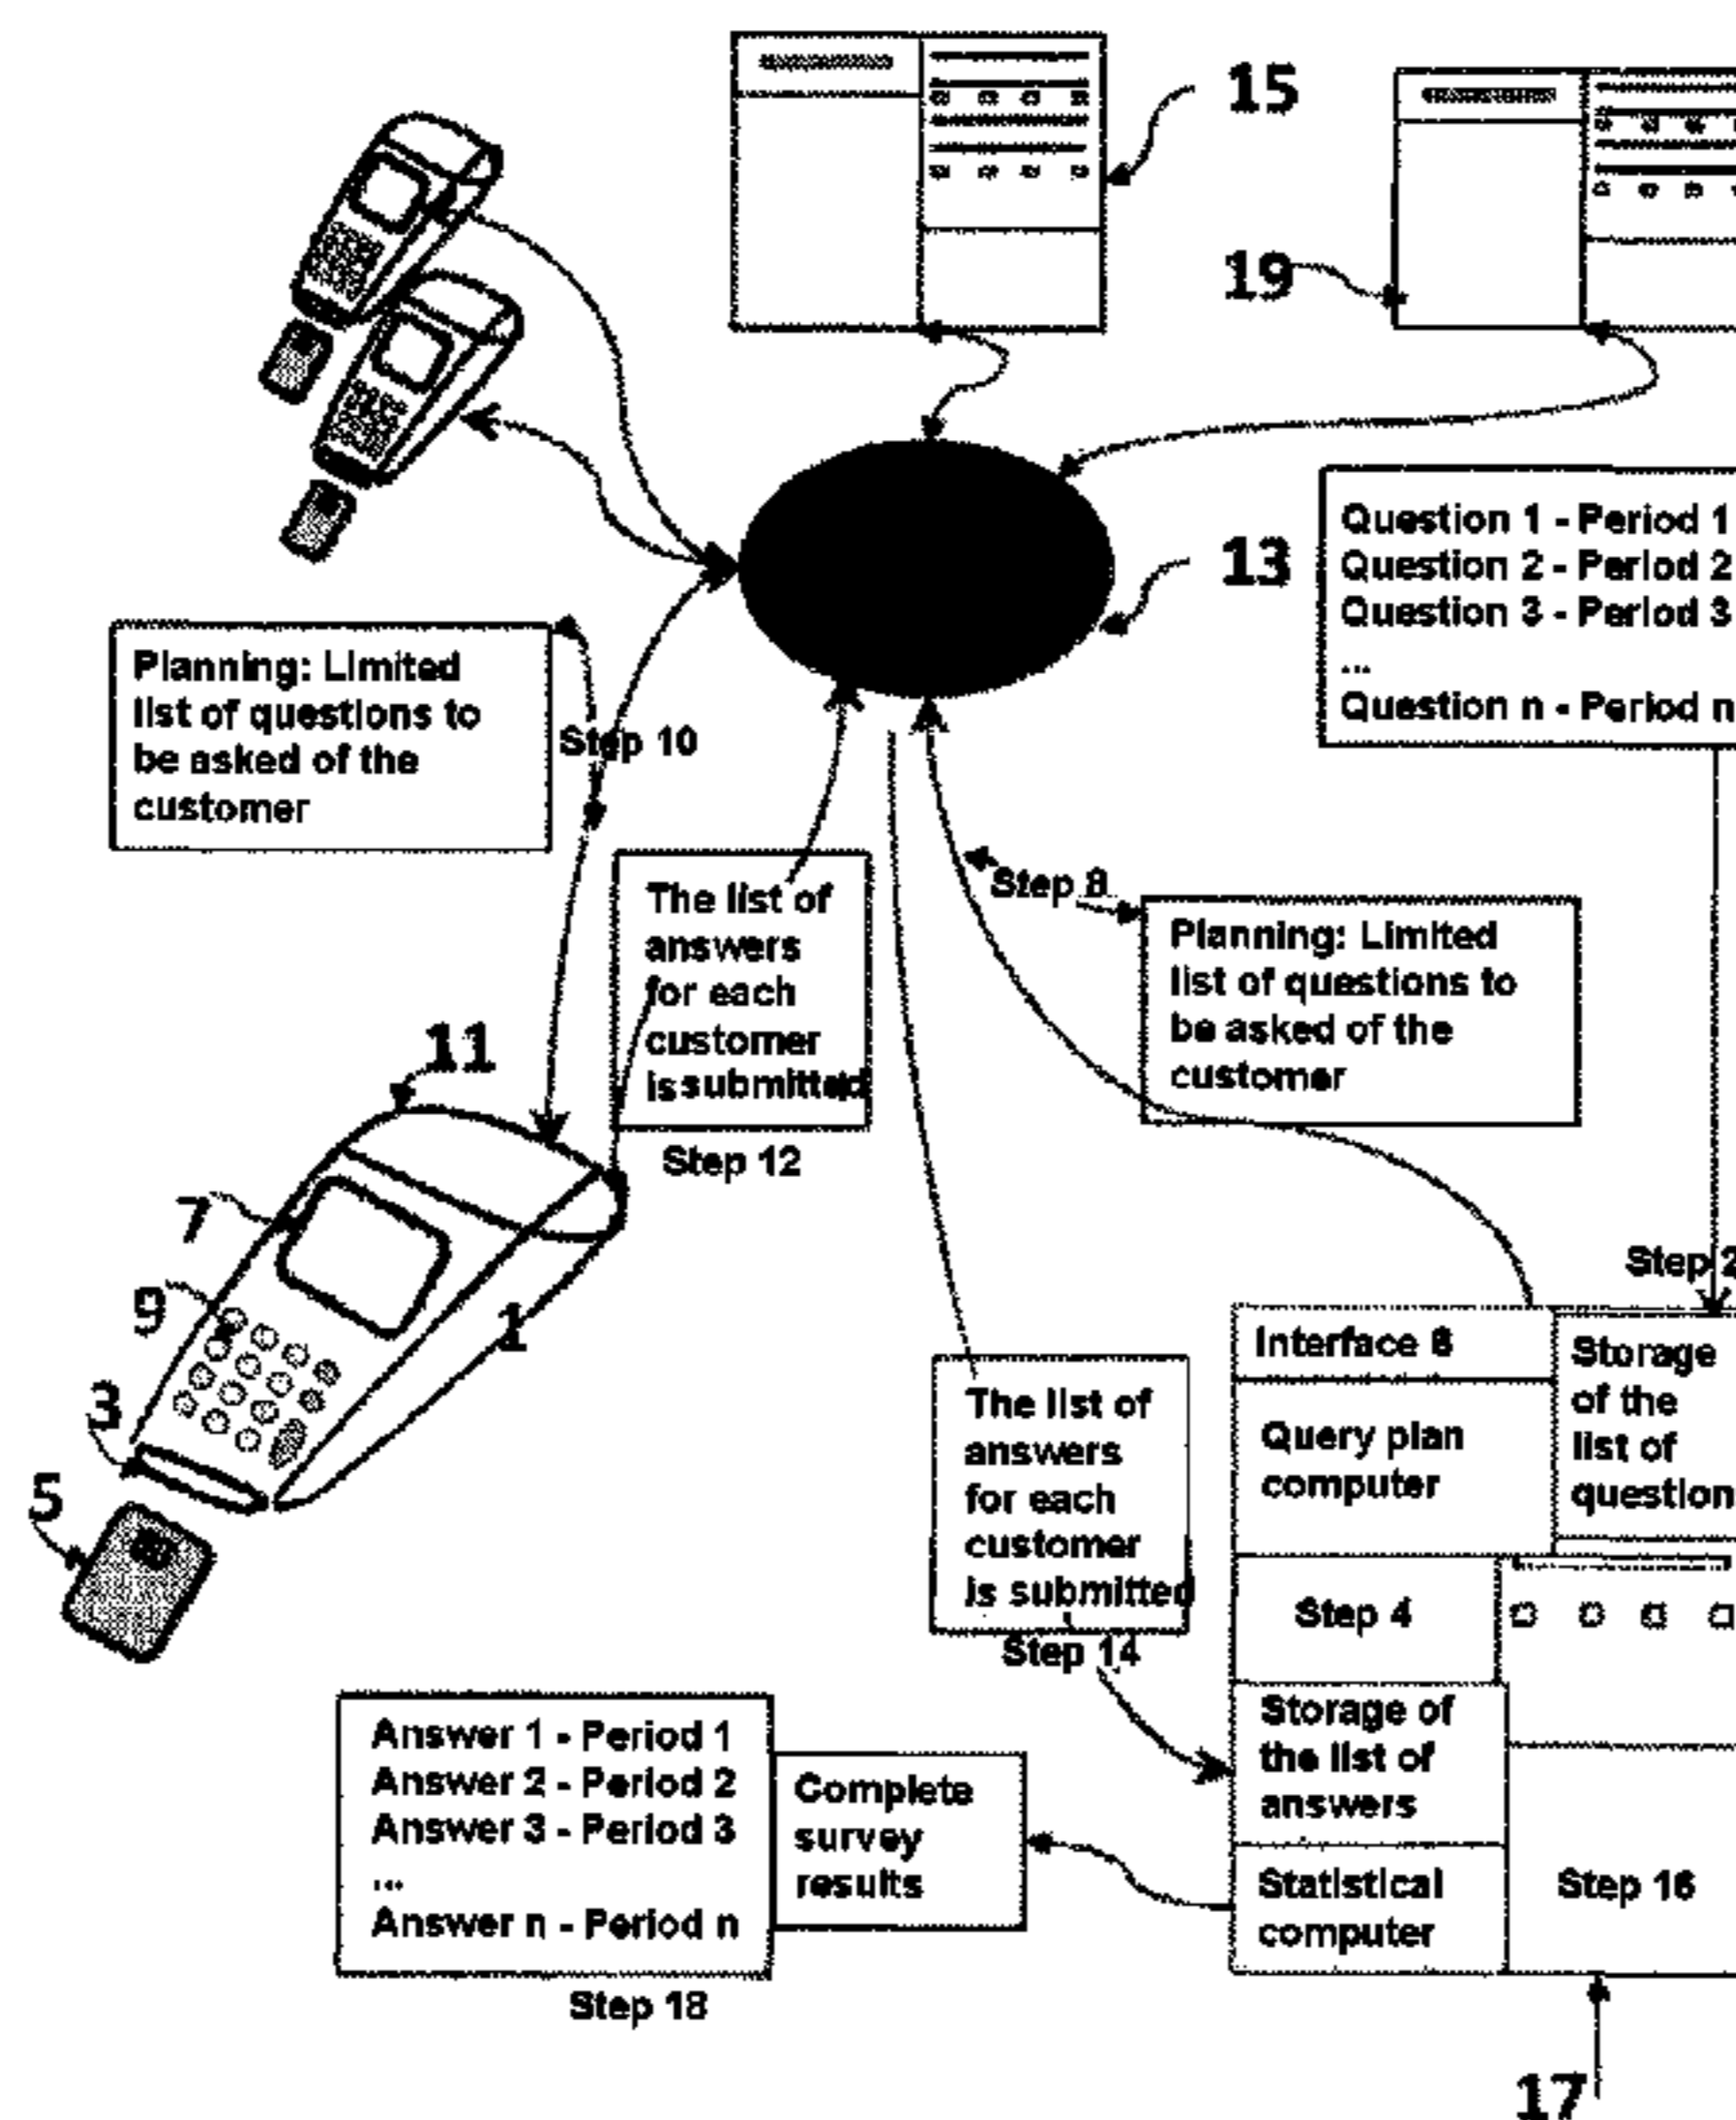 15
19
13
Question 1 - Period 1
Question 2 - Period 2
Question 3 - Period 3
...
Question n - Period n
Planning: Limited
list of questions to
be asked of the
customer
Step 10
The list of
answers
for each
customer
is submitted
Step 12
Step 8
Planning: Limited
list of questions to
be asked of the
customer
11
7
9
1
3
5
Step 2
Interface 6
Storage
of the
list of
question
Query plan
computer
Step 4
The list of
answers
for each
customer
is submitted
Step 14
Storage of
the list of
answers
Statistical
computer
Step 16
Answer 1 - Period 1
Answer 2 - Period 2
Answer 3 - Period 3
...
Answer n - Period n
Complete
survey
results
Step 18
17